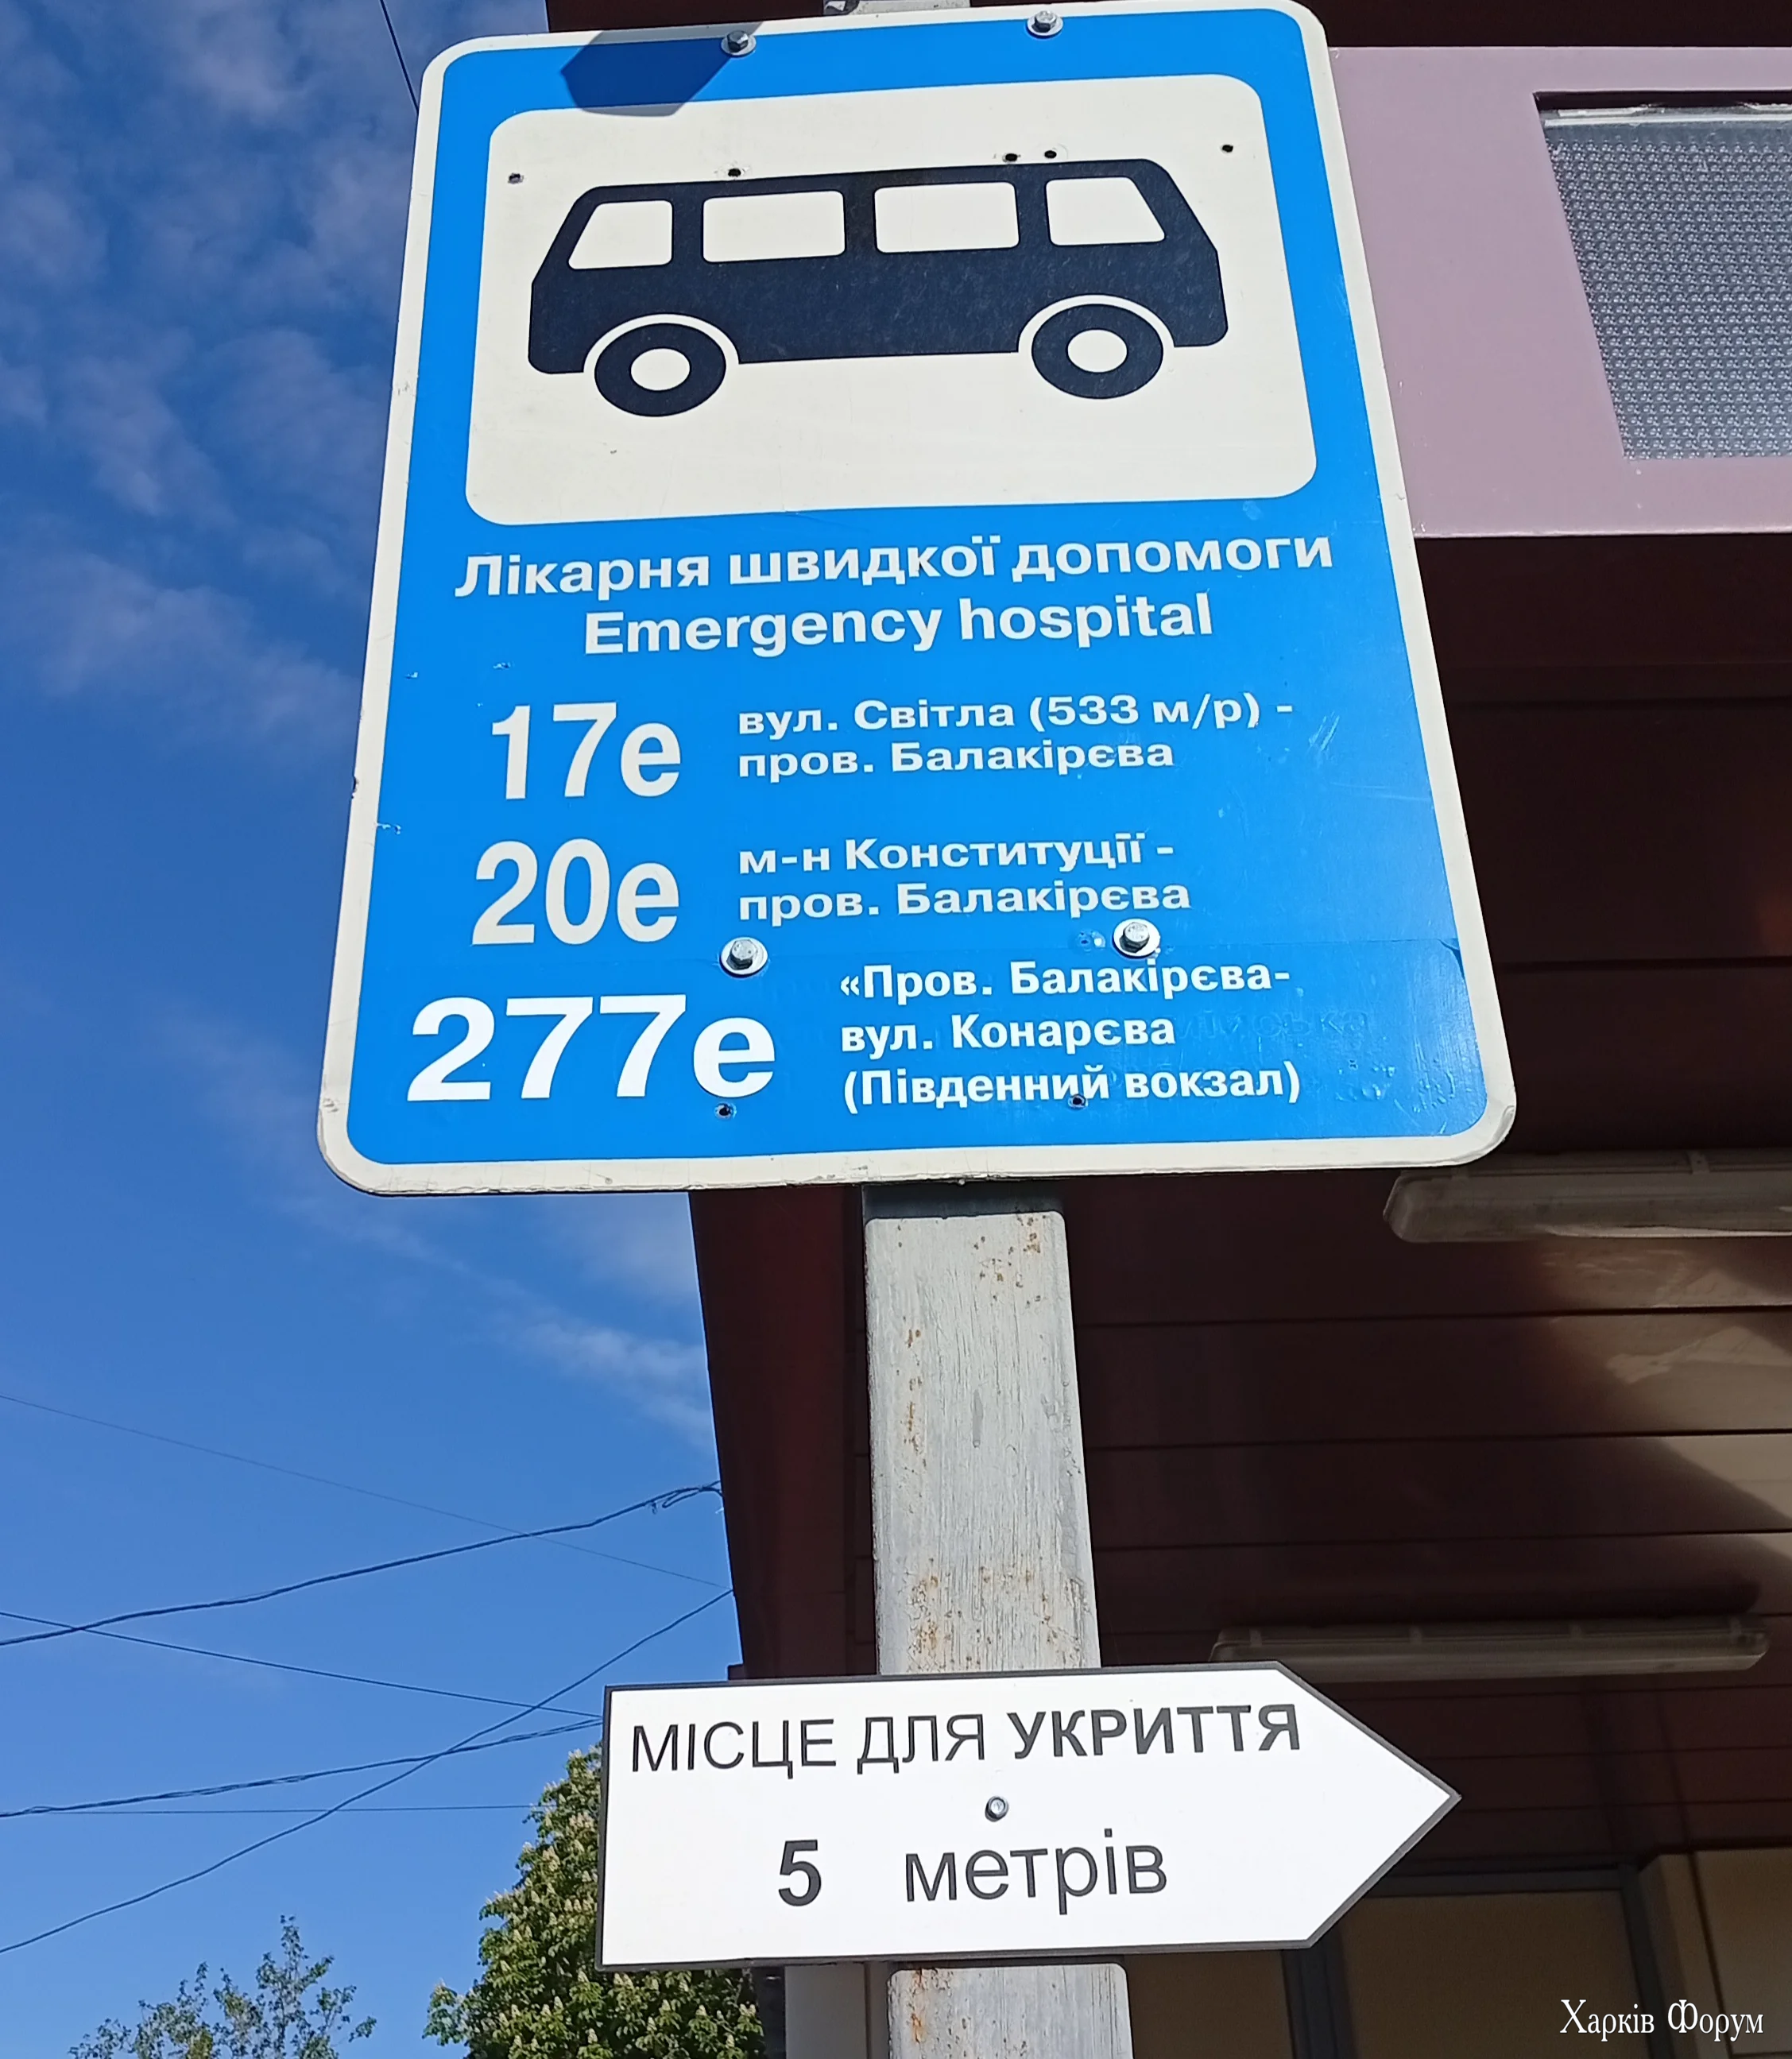 Лікарня швидкої допомоги
Emergency hospital
17е вул. Світла (533 м/р) -
пров. Балакірєва
20е м-н Конституції -
пров. Балакірєва
277е «Пров. Балакірєва-
вул. Конарєва
(Південний вокзал)
МІСЦЕ ДЛЯ УКРИТТЯ
5 метрів
Харків Форум